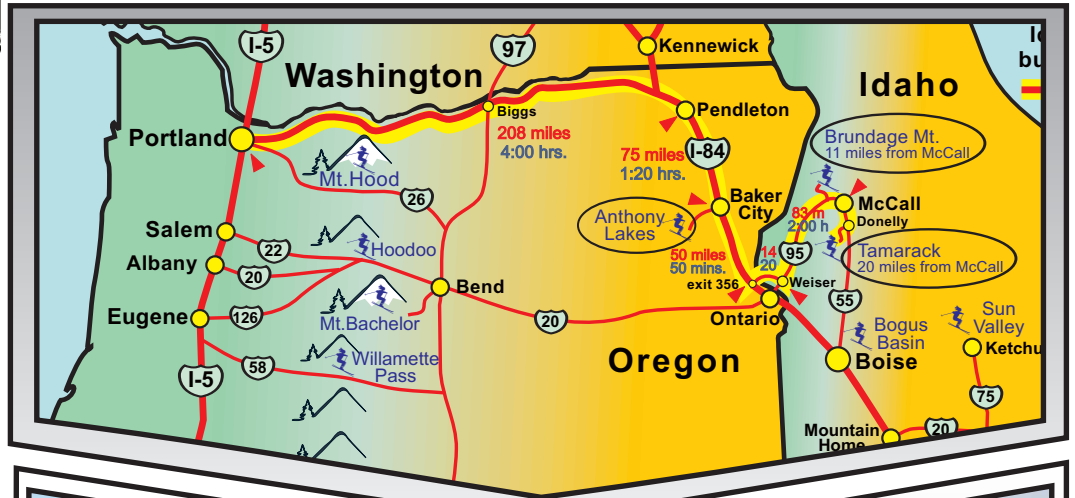 I-5
97
Kennewick
Washington
Idaho
Biggs
Pendleton
Portland
208 miles
4:00 hrs.
75 miles
1:20 hrs.
I-84
Brundage Mt.
11 miles from McCall
Mt.Hood
26
Baker
City
McCall
Donelly
83 m
2:00 h
Anthony
Lakes
Salem
22
Hoodoo
Albany
20
50 miles
50 mins.
14
20
95
Tamarack
20 miles from McCall
exit 356
Weiser
Bend
Ontario
55
Eugene
126
Mt.Bachelor
20
Bogus
Basin
Sun
Valley
Ketchu
Oregon
Boise
Willamette
Pass
58
I-5
75
Mountain
Home
20